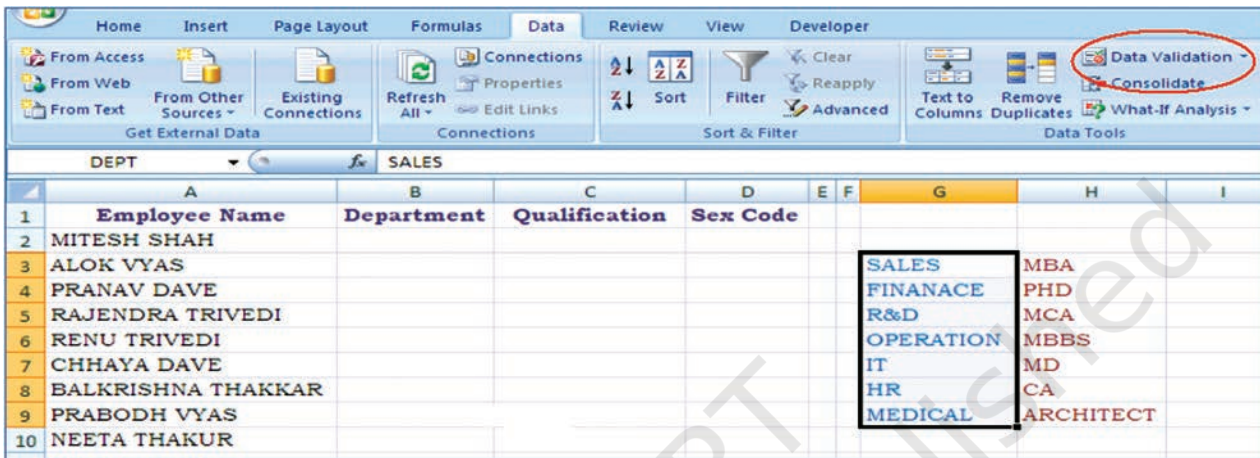 Home Insert Page Layout Formulas Data Review View Developer
From Access
From Web
From Text
From Other Sources
Existing Connections
Get External Data
Refresh All
Connections
Properties
Edit Links
Connections
A Z
Z A
A Z Z A
Sort
Filter
Clear
Reapply
Advanced
Sort & Filter
Text to Columns
Remove Duplicates
Data Validation
Consolidate
What-If Analysis
Data Tools
DEPT fx SALES
A B C D E F G H I
1 Employee Name Department Qualification Sex Code
2 MITESH SHAH
3 ALOK VYAS SALES MBA
4 PRANAV DAVE FINANACE PHD
5 RAJENDRA TRIVEDI R&D MCA
6 RENU TRIVEDI OPERATION MBBS
7 CHHAYA DAVE IT MD
8 BALKRISHNA THAKKAR HR CA
9 PRABODH VYAS MEDICAL ARCHITECT
10 NEETA THAKUR